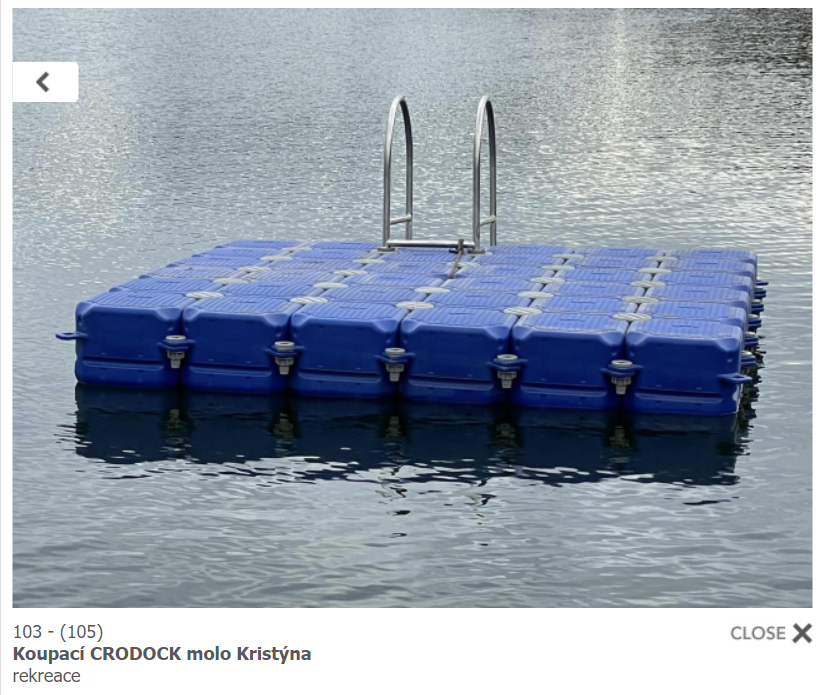 103 - (105)
CLOSE
Koupací CRODOCK molo Kristýna
rekreace